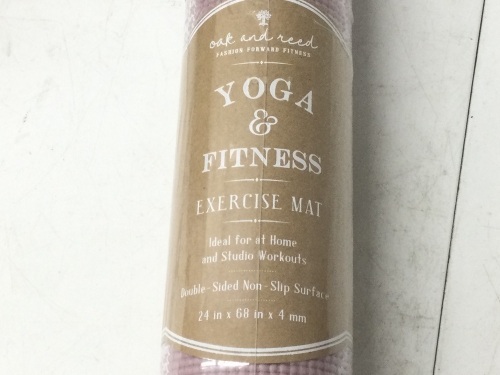 oak and reed
FASHION FORWARD FITNESS
YOGA
&
FITNESS
EXERCISE MAT
Ideal for at Home
and Studio Workouts
Double-Sided Non-Slip Surface
24 in x 68 in x 4 mm